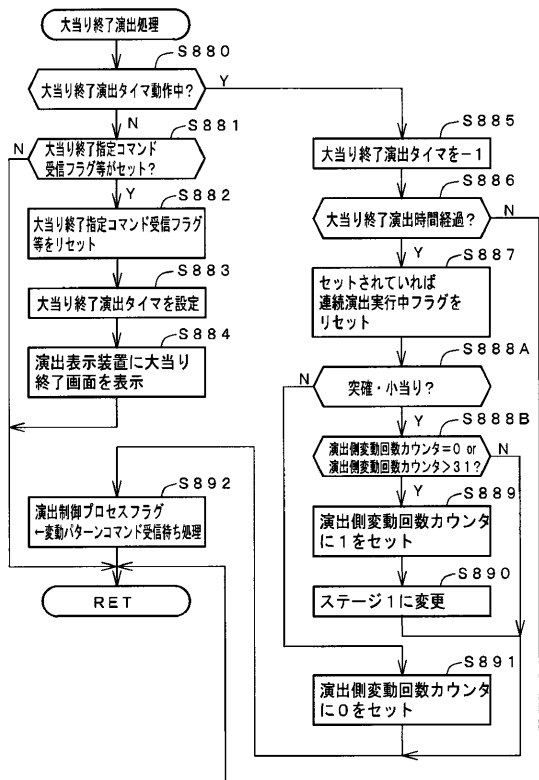 大当り終了演出処理
S880
大当り終了演出タイマ動作中?
Y
N
S881
N
大当り終了指定コマンド
受信フラグ等がセット?
Y
S882
大当り終了指定コマンド受信フラグ
等をリセット
S883
大当り終了演出タイマを設定
S884
演出表示装置に大当り
終了画面を表示
S892
演出制御プロセスフラグ
←変動パターンコマンド受信待ち処理
RET
S885
大当り終了演出タイマを-1
S886
大当り終了演出時間経過?
N
Y
S887
セットされていれば
連続演出実行中フラグを
リセット
S888A
N
突確・小当り?
Y
S888B
演出側変動回数カウンタ=0 or
演出側変動回数カウンタ>31?
N
Y
S889
演出側変動回数カウンタ
に1をセット
S890
ステージ1に変更
S891
演出側変動回数カウンタ
に0をセット